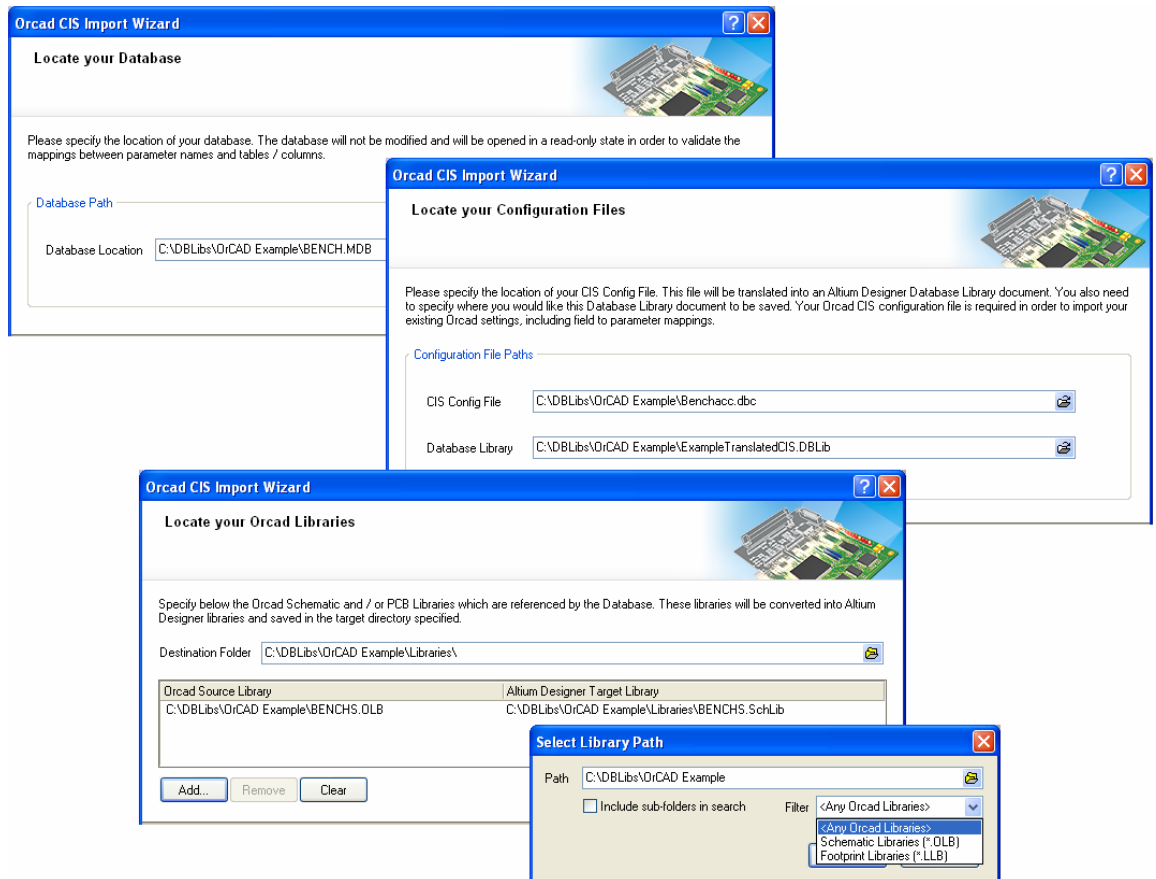 Orcad CIS Import Wizard
Locate your Database
Please specify the location of your database. The database will not be modified and will be opened in a read-only state in order to validate the
mappings between parameter names and tables / columns.
Database Path
Database Location C:\DBLibs\OrCAD Example\BENCH.MDB
Orcad CIS Import Wizard
Locate your Configuration Files
Please specify the location of your CIS Config File. This file will be translated into an Altium Designer Database Library document. You also need
to specify where you would like this Database Library document to be saved. Your Orcad CIS configuration file is required in order to import your
existing Orcad settings, including field to parameter mappings.
Configuration File Paths
CIS Config File C:\DBLibs\OrCAD Example\Benchacc.dbc
Database Library C:\DBLibs\OrCAD Example\ExampleTranslatedCIS.DBLib
Orcad CIS Import Wizard
Locate your Orcad Libraries
Specify below the Orcad Schematic and / or PCB Libraries which are referenced by the Database. These libraries will be converted into Altium
Designer libraries and saved in the target directory specified.
Destination Folder C:\DBLibs\OrCAD Example\Libraries\
Orcad Source Library Altium Designer Target Library
C:\DBLibs\OrCAD Example\BENCHS.OLB C:\DBLibs\OrCAD Example\Libraries\BENCHS.SchLib
Add... Remove Clear
Select Library Path
Path C:\DBLibs\OrCAD Example
Include sub-folders in search Filter <Any Orcad Libraries>
<Any Orcad Libraries>
Schematic Libraries (*.OLB)
Footprint Libraries (*.LLB)